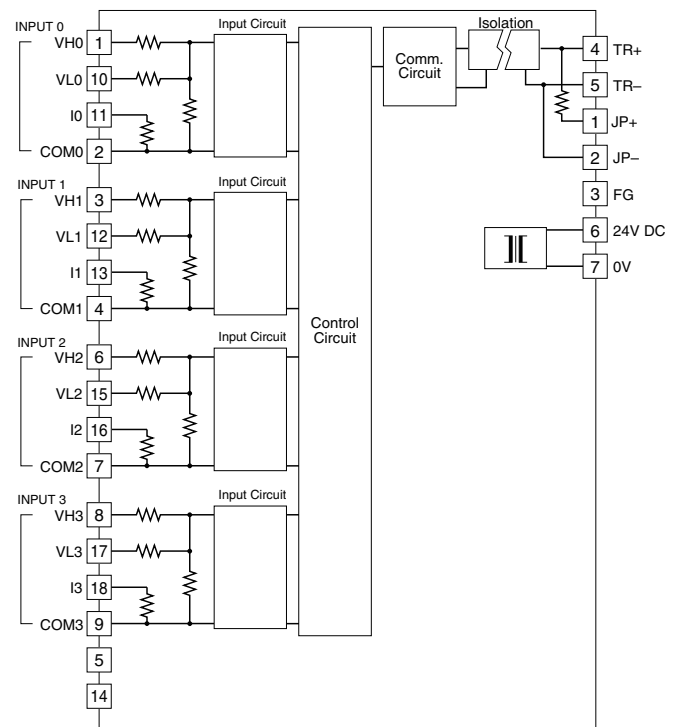 INPUT 0
VH0 1
VL0 10
I0 11
COM0 2
Input Circuit
INPUT 1
VH1 3
VL1 12
I1 13
COM1 4
Input Circuit
INPUT 2
VH2 6
VL2 15
I2 16
COM2 7
Input Circuit
INPUT 3
VH3 8
VL3 17
I3 18
COM3 9
Input Circuit
5
14
Control
Circuit
Comm.
Circuit
Isolation
4 TR+
5 TR–
1 JP+
2 JP–
3 FG
6 24V DC
7 0V